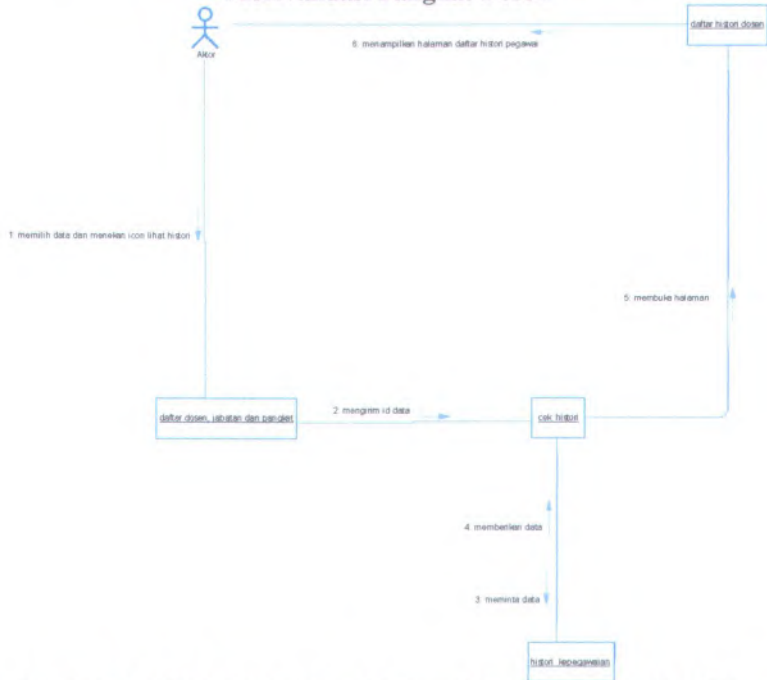 daftar histori dosen
Aktor
6: menampilkan halaman daftar histori pegawai
1: memilih data dan menekan icon lihat histori
5: membuka halaman
daftar dosen, jabatan dan pangkat
2: mengirim id data
cek histori
4: memberikan data
3: meminta data
histori_kepegawaian